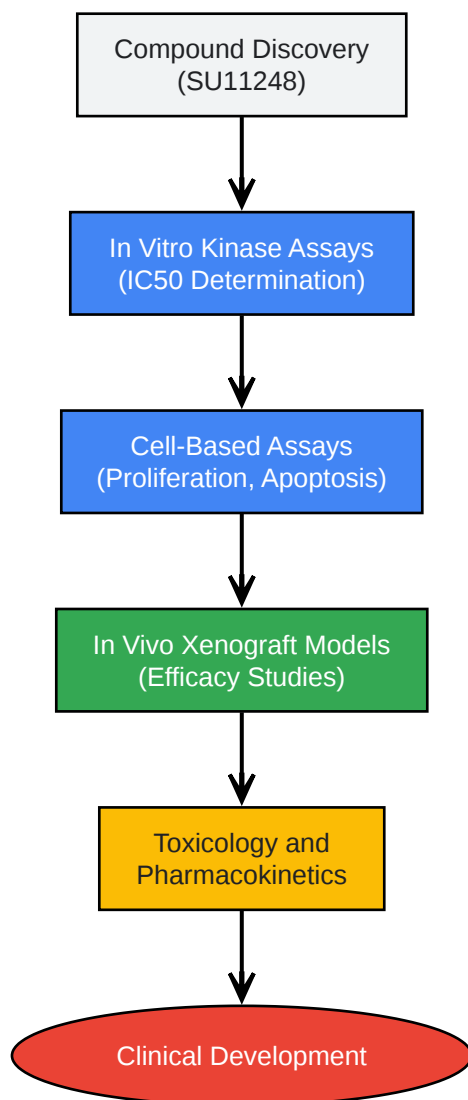 Compound Discovery
(SU11248)
In Vitro Kinase Assays
(IC50 Determination)
Cell-Based Assays
(Proliferation, Apoptosis)
In Vivo Xenograft Models
(Efficacy Studies)
Toxicology and
Pharmacokinetics
Clinical Development